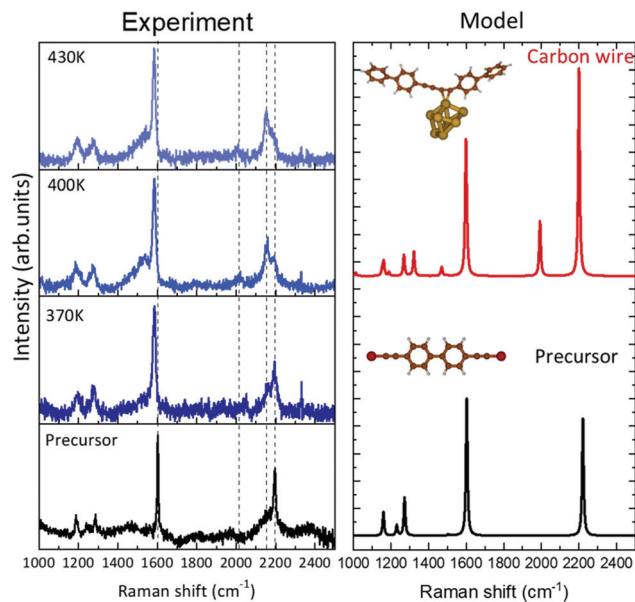 Experiment
Model
430K
400K
370K
Precursor
Intensity (arb.units)
1000 1200 1400 1600 1800 2000 2200 2400
Raman shift (cm-1)
Carbon wire
Precursor
1000 1200 1400 1600 1800 2000 2200 2400
Raman shift (cm-1)